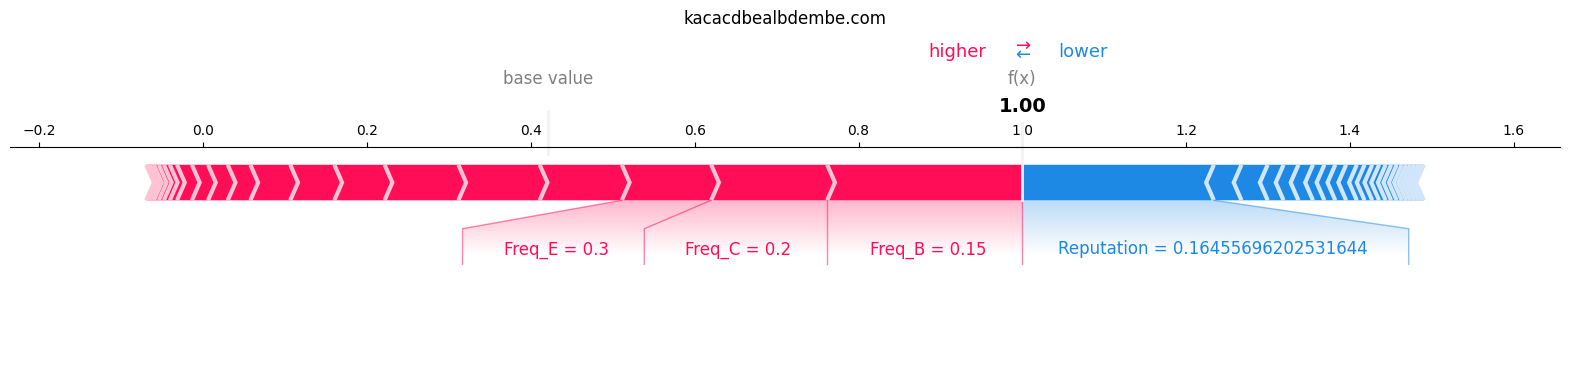 kacacdbealbdembe.com
higher ⇄ lower
base value f(x)
1.00
−0.2 0.0 0.2 0.4 0.6 0.8 1.0 1.2 1.4 1.6
Freq_E = 0.3 Freq_C = 0.2 Freq_B = 0.15 Reputation = 0.16455696202531644